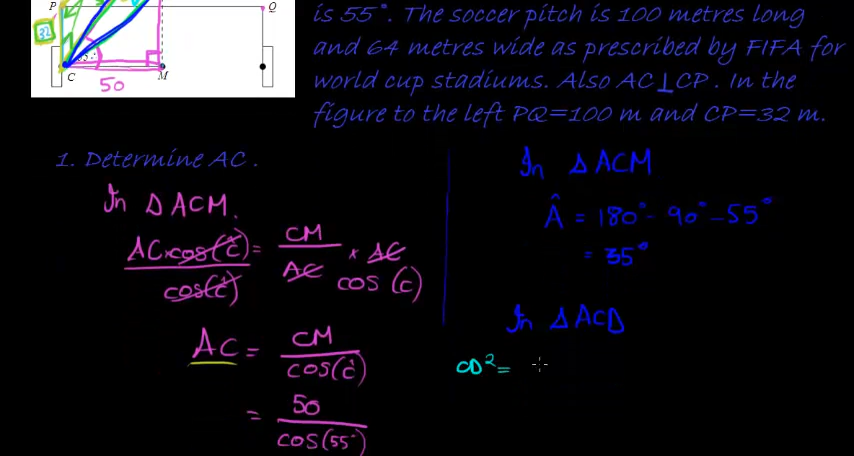 P
Q
32
55°
C
50
M
is 55°. The soccer pitch is 100 metres long
and 64 metres wide as prescribed by FIFA for
world cup stadiums. Also AC⊥CP. In the
figure to the left PQ=100 m and CP=32 m.
1. Determine AC.
In Δ ACM.
AC×cos(ĉ)/cos(ĉ) = CM/AC × AC/cos(c)
AC = CM/cos(ĉ)
= 50/cos(55°)
In Δ ACM
Â = 180° - 90° - 55°
= 35°
In Δ ACD
CD² =